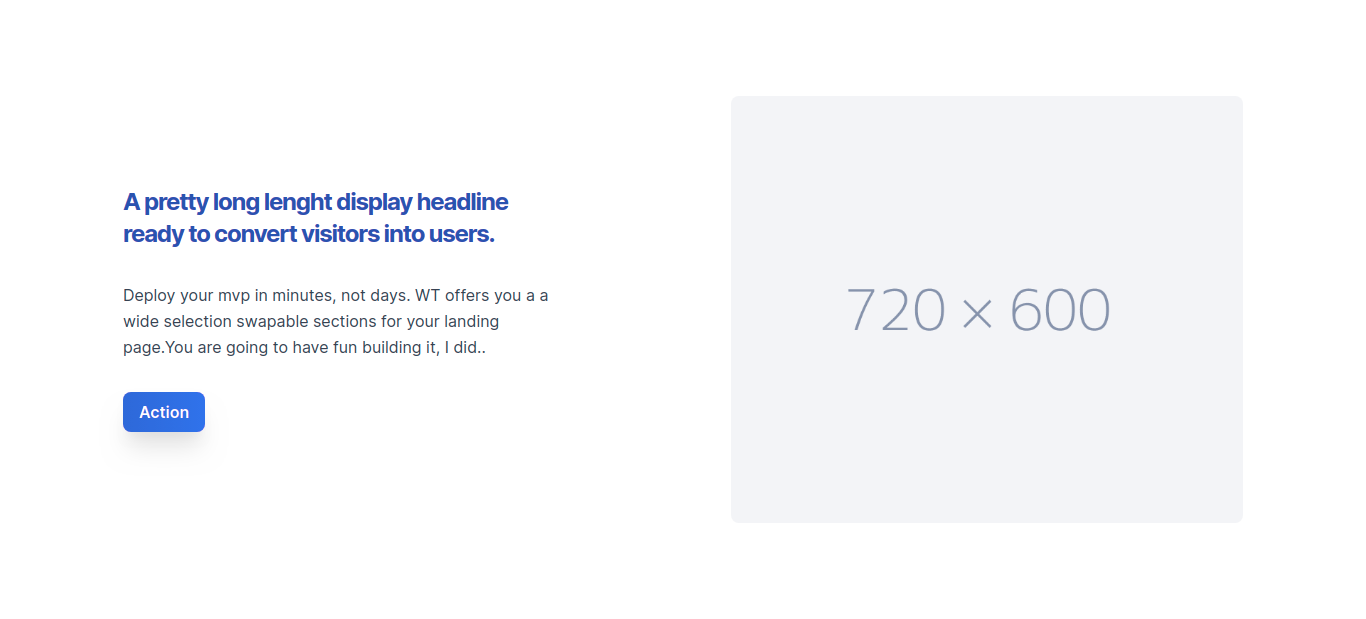 A pretty long lenght display headline
ready to convert visitors into users.
Deploy your mvp in minutes, not days. WT offers you a a
wide selection swapable sections for your landing
page.You are going to have fun building it, I did..
Action
720 × 600